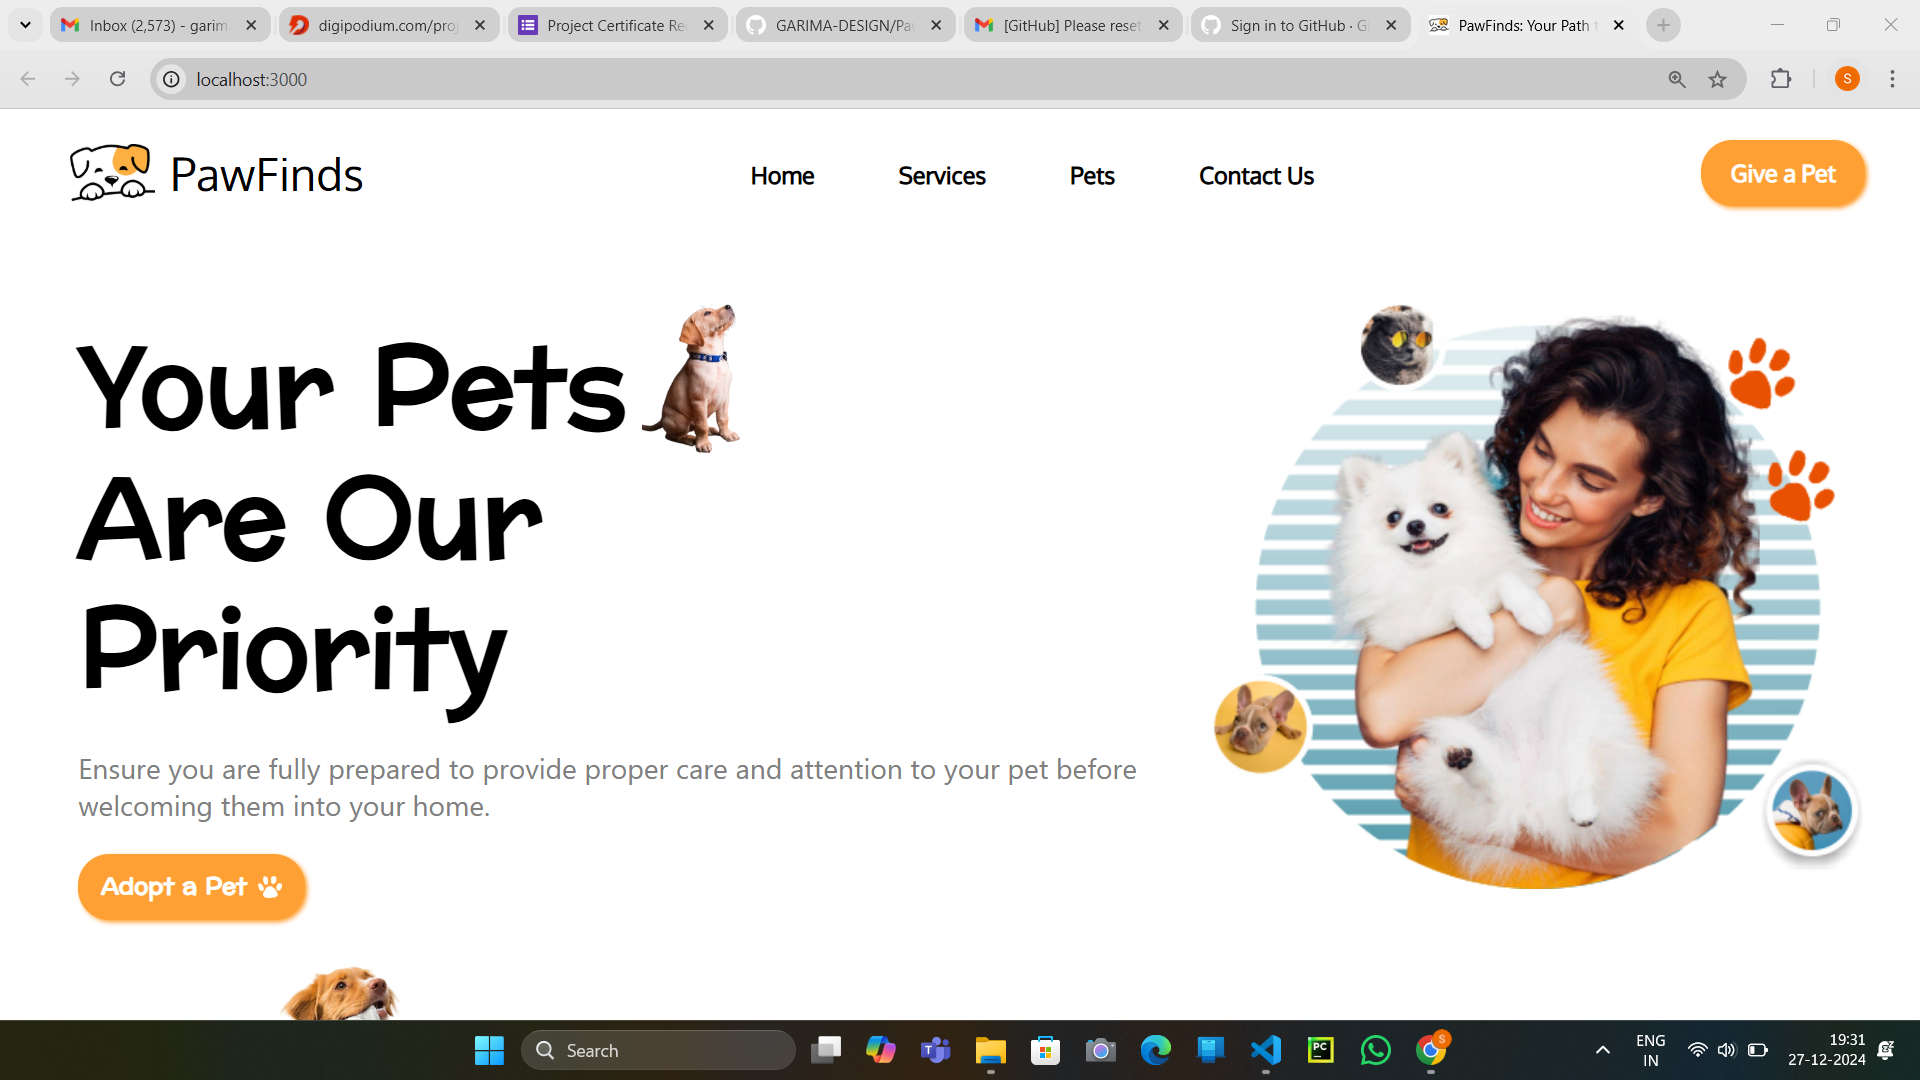 Inbox (2,573) - garim
digipodium.com/proj
Project Certificate Re
GARIMA-DESIGN/Pa
[GitHub] Please reset
Sign in to GitHub · G
PawFinds: Your Path t
localhost:3000
S
PawFinds
Home
Services
Pets
Contact Us
Give a Pet
Your Pets
Are Our
Priority
Ensure you are fully prepared to provide proper care and attention to your pet before
welcoming them into your home.
Adopt a Pet
Search
PC
S
ENG
IN
19:31
27-12-2024